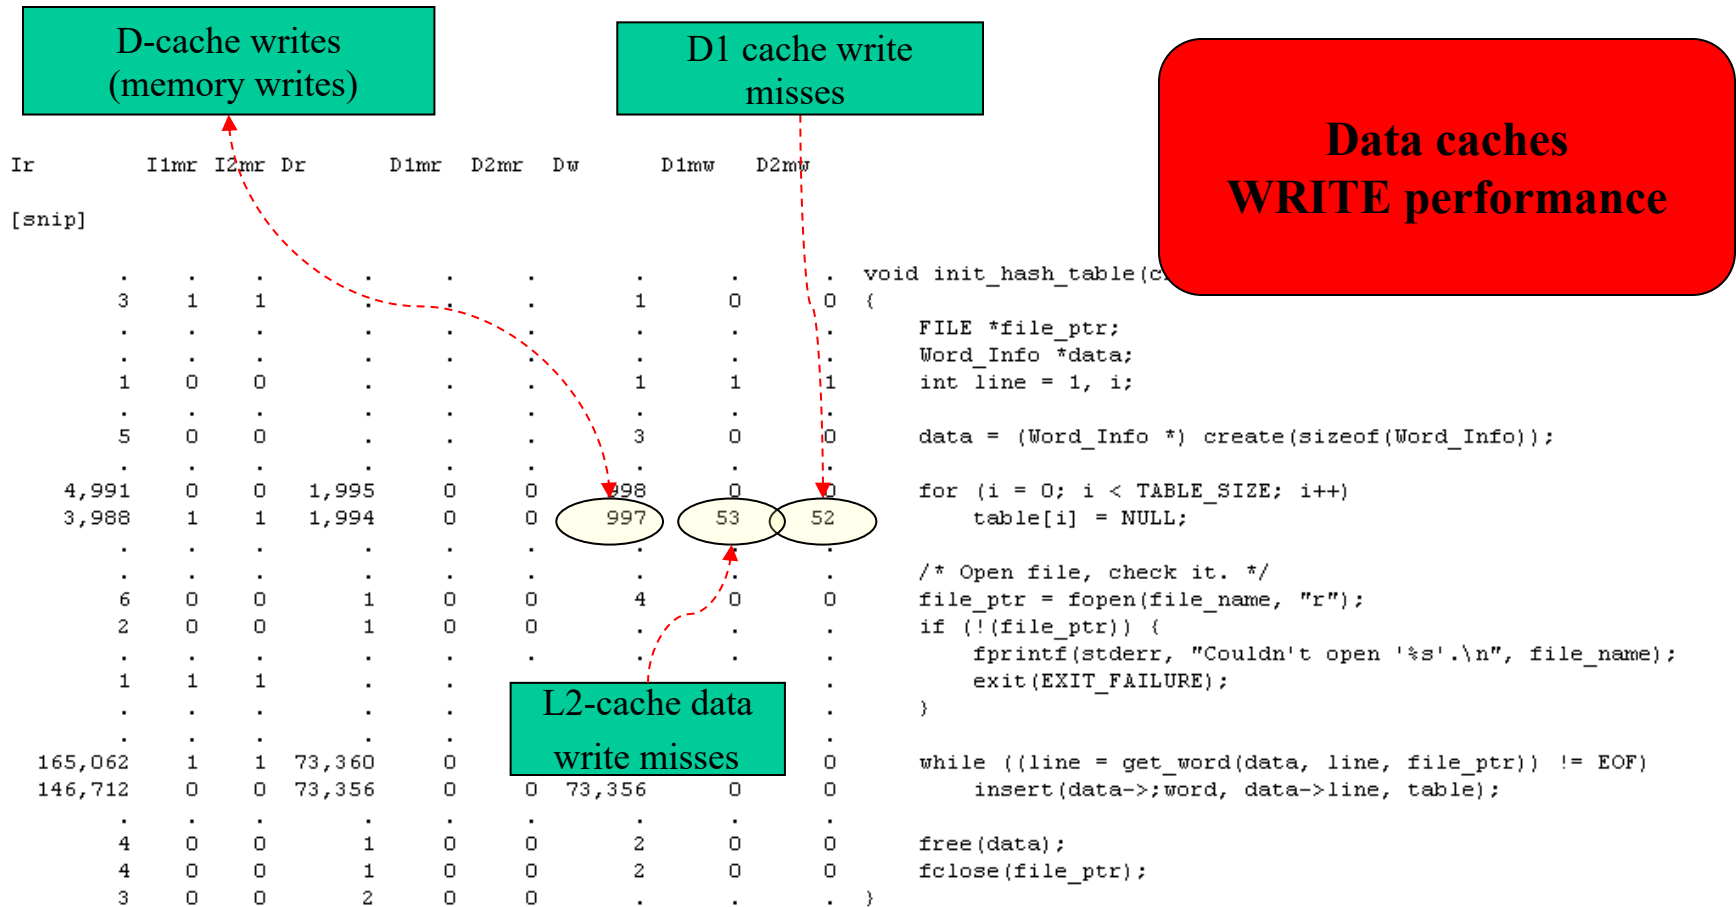 D-cache writes
(memory writes)
D1 cache write
misses
Data caches
WRITE performance
Ir I1mr I2mr Dr D1mr D2mr Dw D1mw D2mw
[snip]
. . . . . . . . . void init_hash_table(c
3 1 1 . . . 1 0 0 {
. . . . . . . . . FILE *file_ptr;
. . . . . . . . . Word_Info *data;
1 0 0 . . . 1 1 1 int line = 1, i;
. . . . . . . . .
5 0 0 . . . 3 0 0 data = (Word_Info *) create(sizeof(Word_Info));
. . . . . . . . .
4,991 0 0 1,995 0 0 998 0 0 for (i = 0; i < TABLE_SIZE; i++)
3,988 1 1 1,994 0 0 997 53 52 table[i] = NULL;
. . . . . . . . .
. . . . . . . . . /* Open file, check it. */
6 0 0 1 0 0 4 0 0 file_ptr = fopen(file_name, "r");
2 0 0 1 0 0 . . . if (!(file_ptr)) {
. . . . . . . . . fprintf(stderr, "Couldn't open '%s'.\n", file_name);
1 1 1 . . . exit(EXIT_FAILURE);
. . . . . . }
L2-cache data
write misses
. . . . . .
165,062 1 1 73,360 0 0 while ((line = get_word(data, line, file_ptr)) != EOF)
146,712 0 0 73,356 0 0 73,356 0 0 insert(data->;word, data->line, table);
. . . . . . . . .
4 0 0 1 0 0 2 0 0 free(data);
4 0 0 1 0 0 2 0 0 fclose(file_ptr);
3 0 0 2 0 0 . . . }